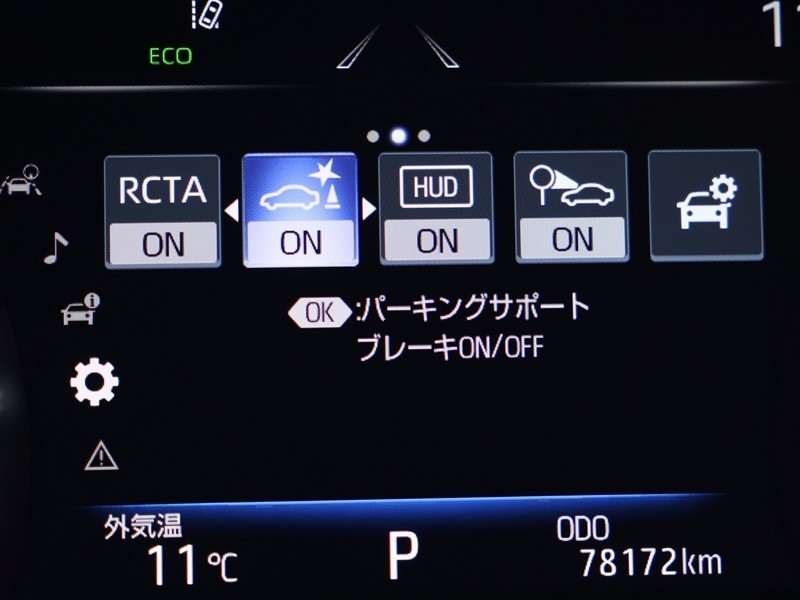 ECO
RCTA
HUD
ON
ON
ON
ON
OK:パーキングサポート
ブレーキON/OFF
外気温
11℃
P
ODO
78172km